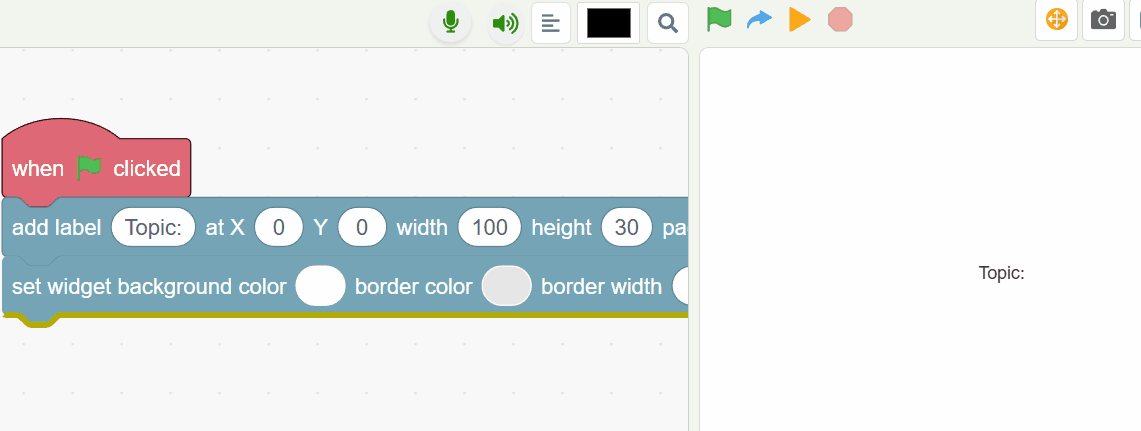 when clicked
add label Topic: at X 0 Y 0 width 100 height 30 pa
set widget background color border color border width
Topic: